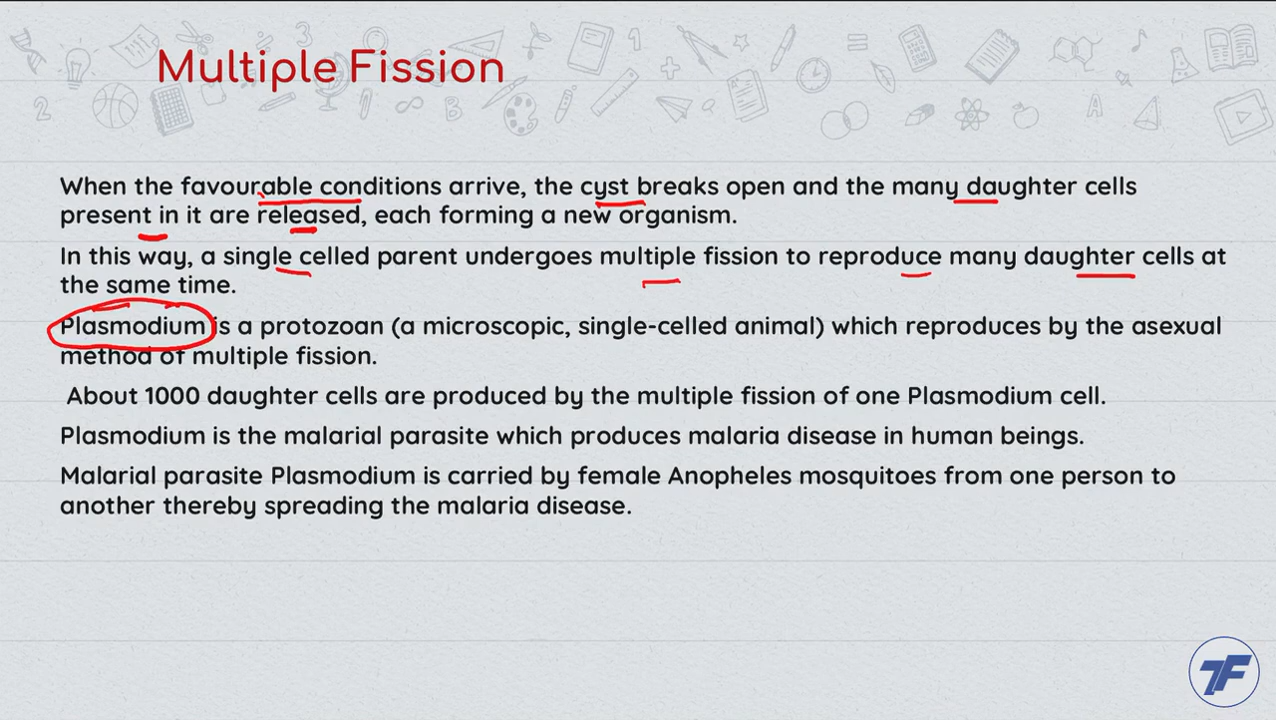 Multiple Fission
When the favourable conditions arrive, the cyst breaks open and the many daughter cells
present in it are released, each forming a new organism.
In this way, a single celled parent undergoes multiple fission to reproduce many daughter cells at
the same time.
Plasmodium is a protozoan (a microscopic, single-celled animal) which reproduces by the asexual
method of multiple fission.
About 1000 daughter cells are produced by the multiple fission of one Plasmodium cell.
Plasmodium is the malarial parasite which produces malaria disease in human beings.
Malarial parasite Plasmodium is carried by female Anopheles mosquitoes from one person to
another thereby spreading the malaria disease.